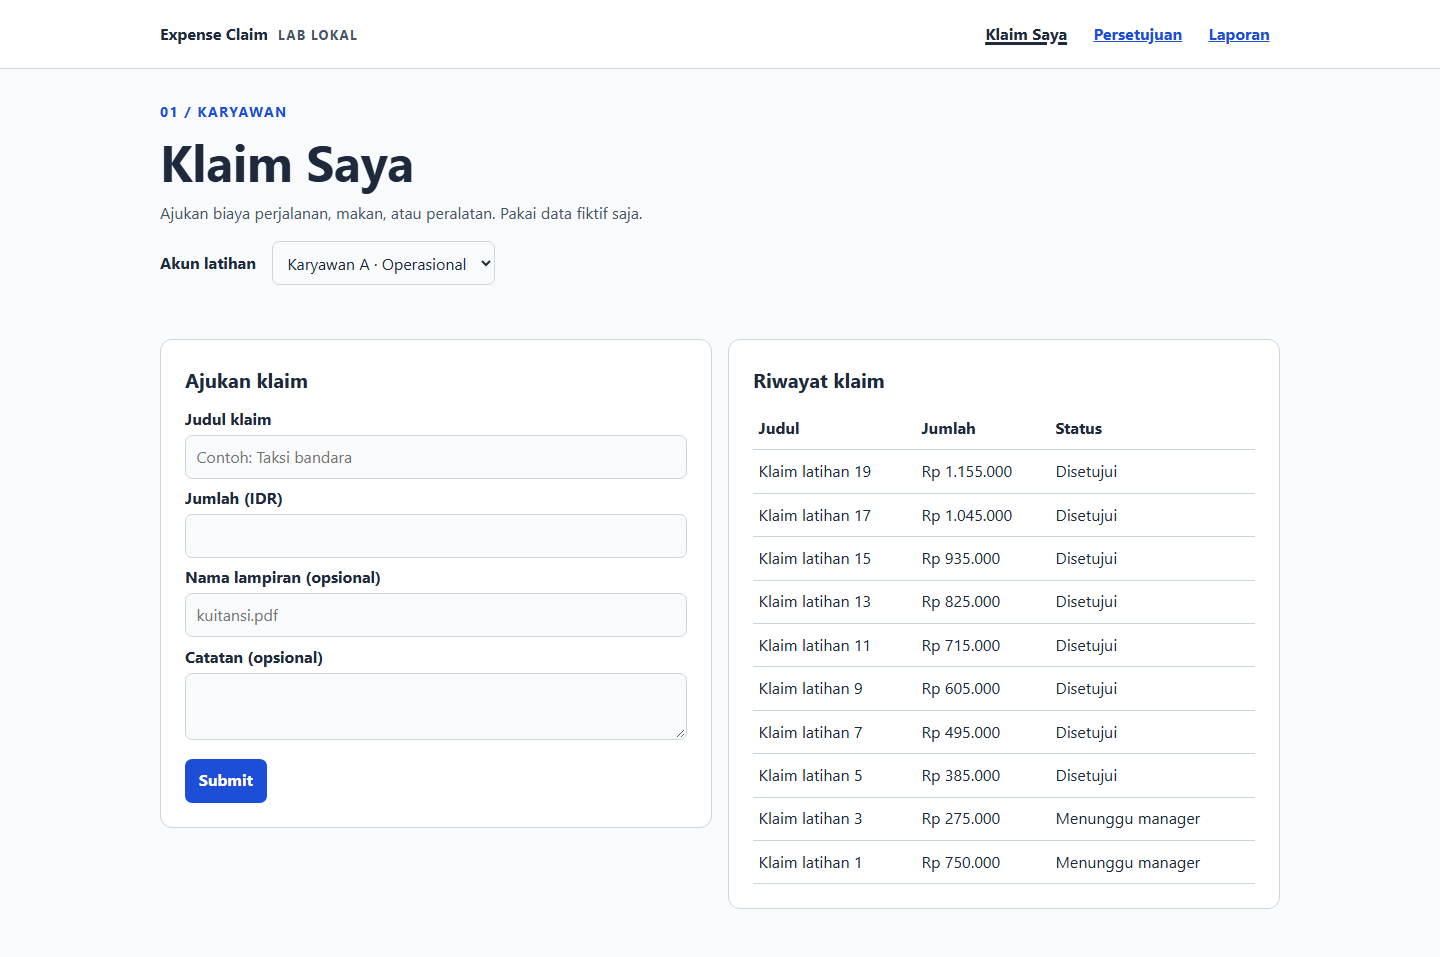 Expense Claim LAB LOKAL
Klaim Saya Persetujuan Laporan
01 / KARYAWAN
Klaim Saya
Ajukan biaya perjalanan, makan, atau peralatan. Pakai data fiktif saja.
Akun latihan Karyawan A · Operasional
Ajukan klaim
Judul klaim
Contoh: Taksi bandara
Jumlah (IDR)
Nama lampiran (opsional)
kuitansi.pdf
Catatan (opsional)
Submit
Riwayat klaim
Judul Jumlah Status
Klaim latihan 19 Rp 1.155.000 Disetujui
Klaim latihan 17 Rp 1.045.000 Disetujui
Klaim latihan 15 Rp 935.000 Disetujui
Klaim latihan 13 Rp 825.000 Disetujui
Klaim latihan 11 Rp 715.000 Disetujui
Klaim latihan 9 Rp 605.000 Disetujui
Klaim latihan 7 Rp 495.000 Disetujui
Klaim latihan 5 Rp 385.000 Disetujui
Klaim latihan 3 Rp 275.000 Menunggu manager
Klaim latihan 1 Rp 750.000 Menunggu manager